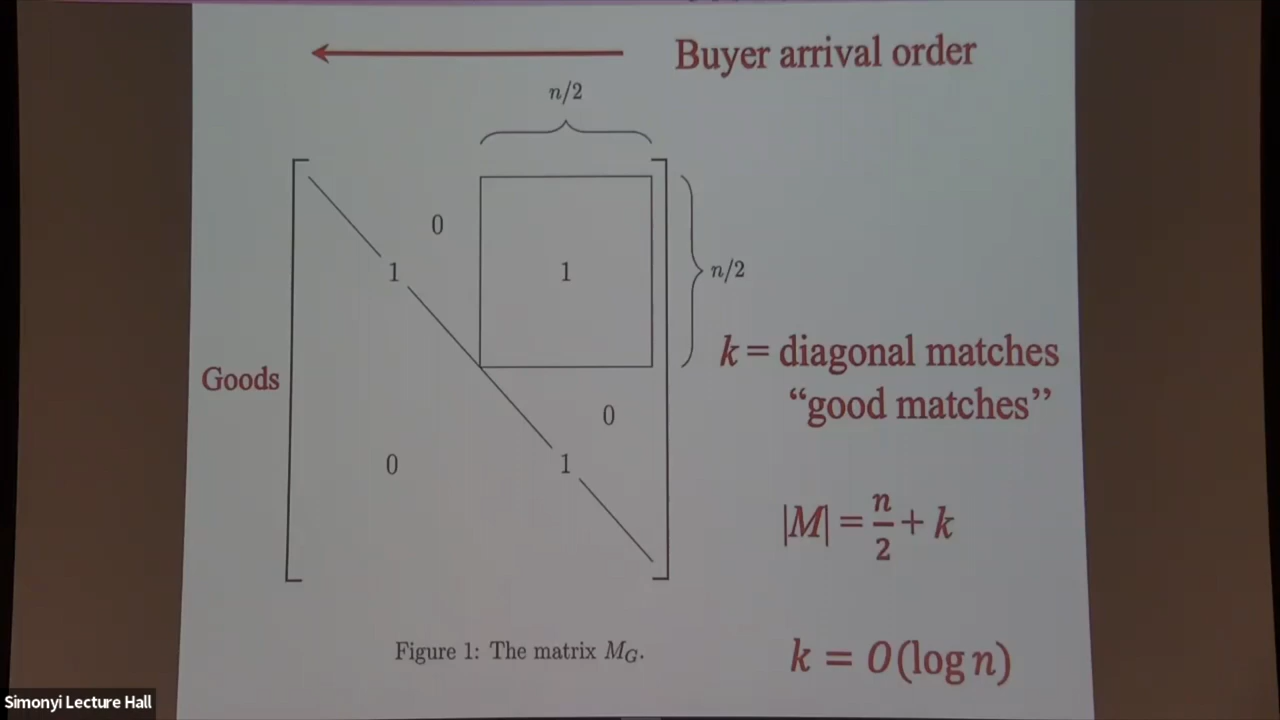 Buyer arrival order
n/2
0
1
1
n/2
Goods
k = diagonal matches
“good matches”
0
0
1
|M| = n/2 + k
Figure 1: The matrix M_G.
k = O(log n)
Simonyi Lecture Hall